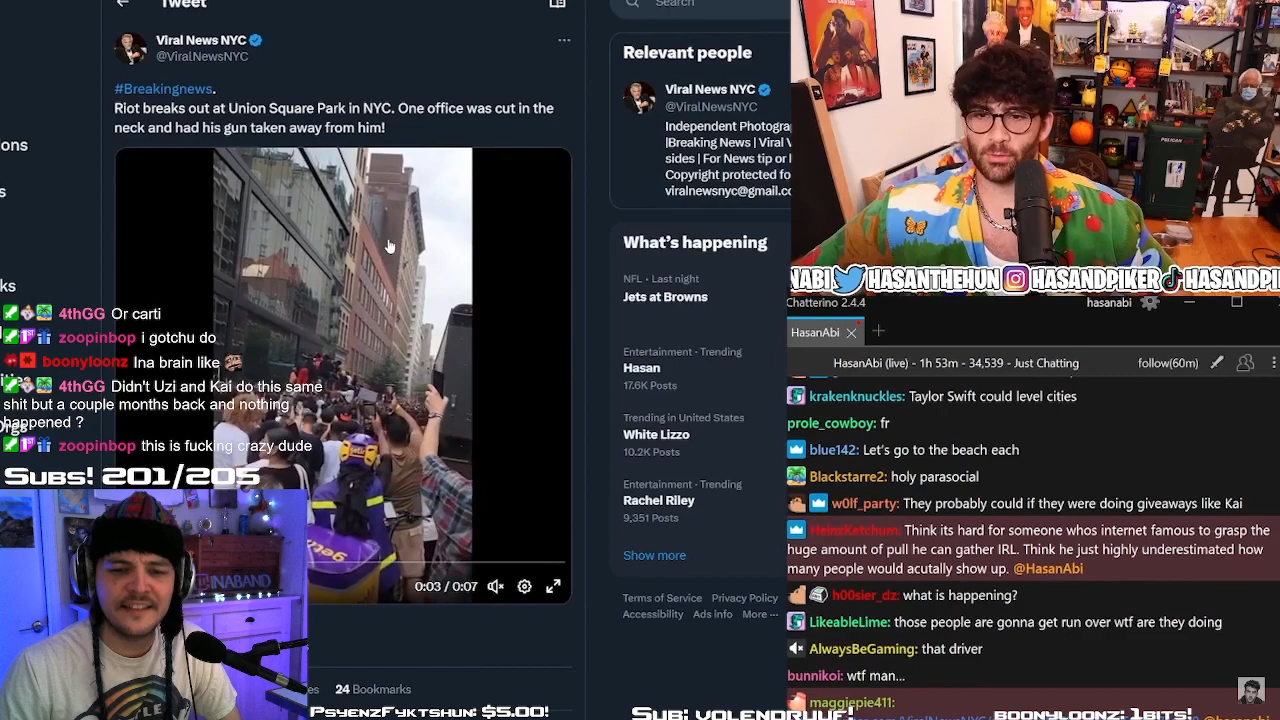 Tweet
Viral News NYC
@ViralNewsNYC
#Breakingnews.
Riot breaks out at Union Square Park in NYC. One office was cut in the
neck and had his gun taken away from him!
0:03 / 0:07
24 Bookmarks
Search
Relevant people
Viral News NYC
@ViralNewsNYC
Independent Photogra
|Breaking News | Viral V
sides | For News tip or l
Copyright protected fo
viralnewsnyc@gmail.co
What's happening
NFL · Last night
Jets at Browns
Entertainment · Trending
Hasan
17.6K Posts
Trending in United States
White Lizzo
10.2K Posts
Entertainment · Trending
Rachel Riley
9,351 Posts
Show more
Terms of Service Privacy Policy
Accessibility Ads info More ···
ons
s
ks
4thGG Or carti
zoopinbop i gotchu do
boonyloonz Ina brain like
4thGG Didn't Uzi and Kai do this same
shit but a couple months back and nothing
happened ?
zoopinbop this is fucking crazy dude
Subs! 201/205
getir
getir
INABAND
PELICAN
NABI HASANTHEHUN HASANDPIKER HASANDPI
Chatterino 2.4.4
hasanabi
HasanAbi
HasanAbi (live) - 1h 53m - 34,539 - Just Chatting
follow(60m)
krakenknuckles: Taylor Swift could level cities
prole_cowboy: fr
blue142: Let's go to the beach each
Blackstarre2: holy parasocial
w0lf_party: They probably could if they were doing giveaways like Kai
HeinzKetchum: Think its hard for someone whos internet famous to grasp the
huge amount of pull he can gather IRL. Think he just highly underestimated how
many people would acutally show up. @HasanAbi
h00sier_dz: what is happening?
LikeableLime: those people are gonna get run over wtf are they doing
AlwaysBeGaming: that driver
bunnikoi: wtf man...
maggiepie411:
PsyenzFyktshun: $5.00!
Sub: volendruuf!
boonyloonz: 1bits!